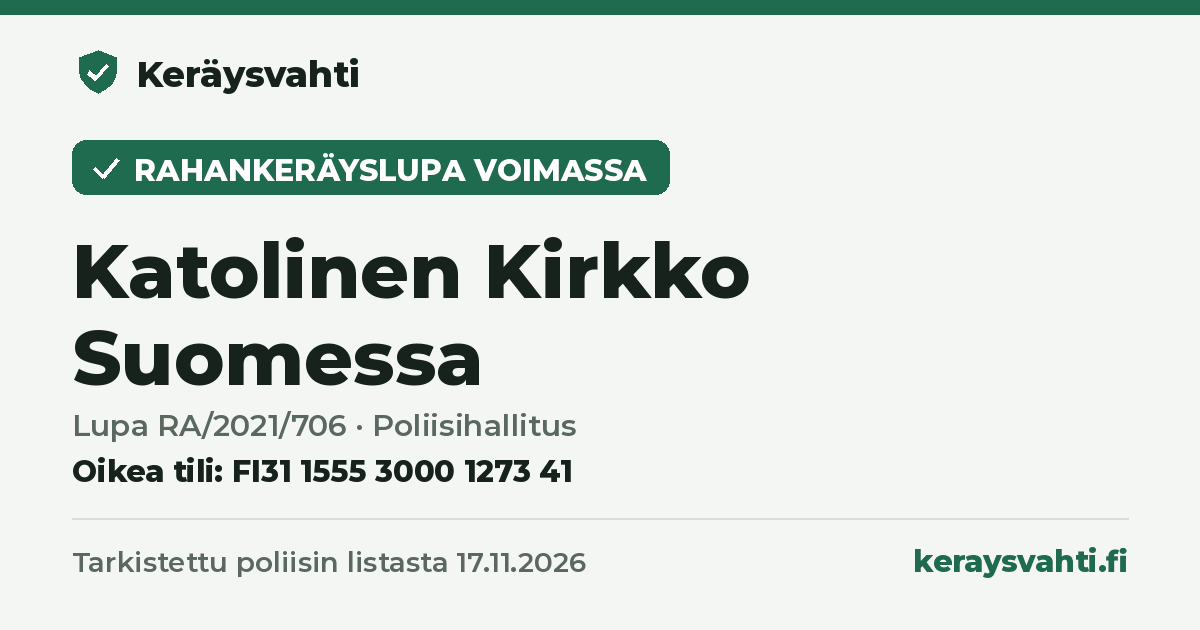 Keräysvahti
RAHANKERÄYSLUPA VOIMASSA
Katolinen Kirkko
Suomessa
Lupa RA/2021/706 · Poliisihallitus
Oikea tili: FI31 1555 3000 1273 41
Tarkistettu poliisin listasta 17.11.2026
keraysvahti.fi